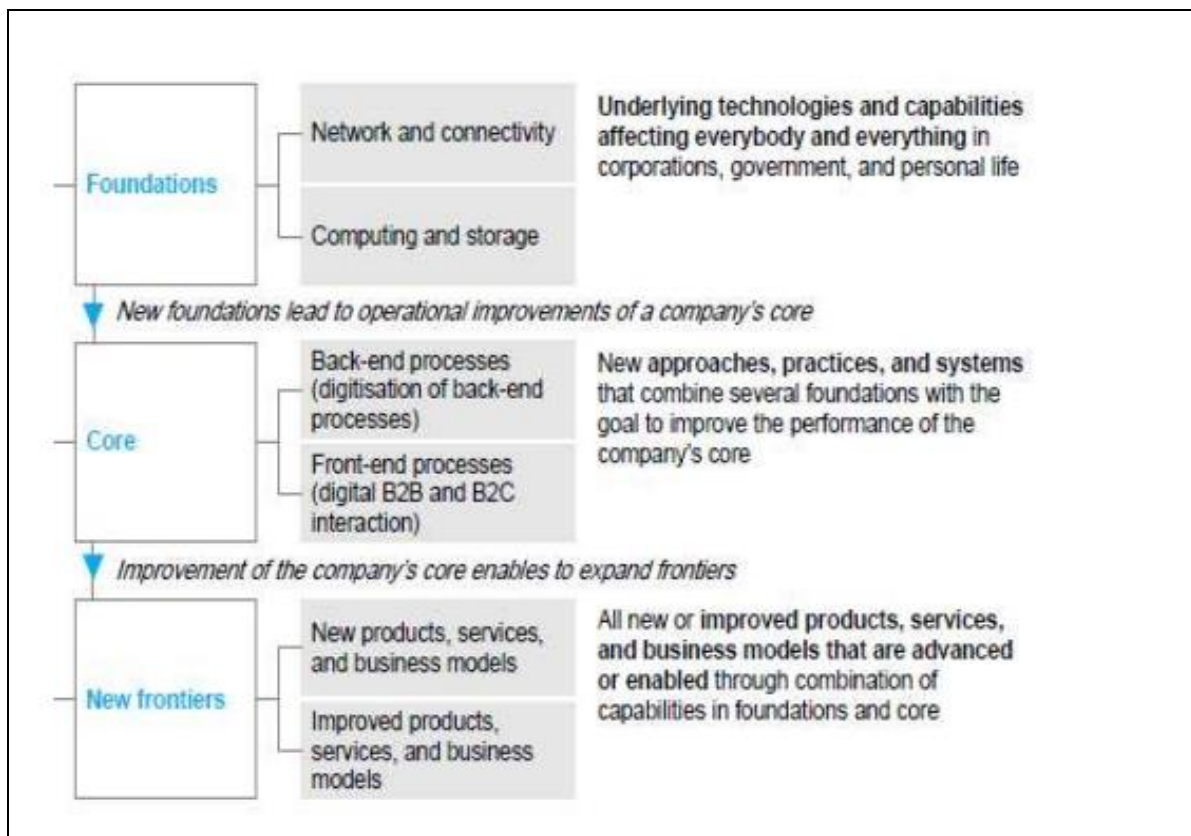 Foundations
Network and connectivity
Computing and storage
Underlying technologies and capabilities
affecting everybody and everything in
corporations, government, and personal life
New foundations lead to operational improvements of a company's core
Core
Back-end processes
(digitisation of back-end
processes)
Front-end processes
(digital B2B and B2C
interaction)
New approaches, practices, and systems
that combine several foundations with the
goal to improve the performance of the
company's core
Improvement of the company's core enables to expand frontiers
New frontiers
New products, services,
and business models
Improved products,
services, and business
models
All new or improved products, services,
and business models that are advanced
or enabled through combination of
capabilities in foundations and core